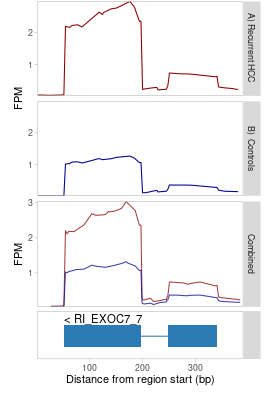 2
1
FPM
A) Recurrent HCC
2
1
B) Controls
3
2
1
FPM
Combined
< RI_EXOC7_7
100
200
300
Distance from region start (bp)